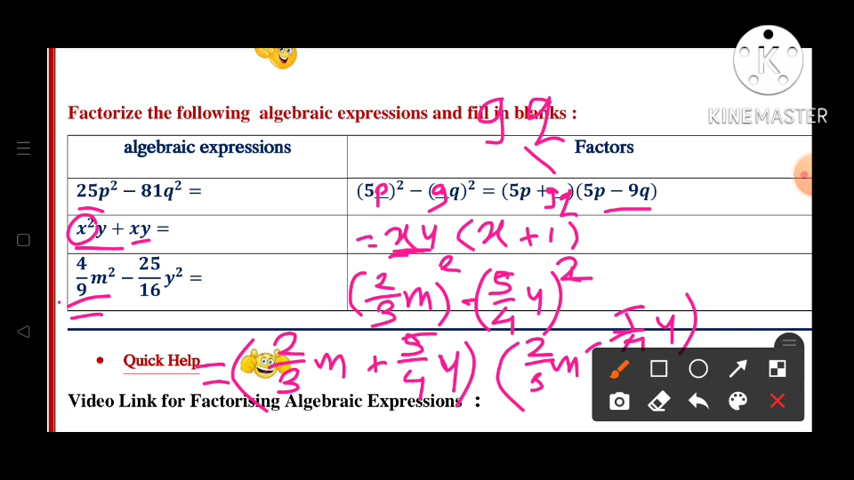 9 2
K
KINEMASTER
Factorize the following algebraic expressions and fill in blanks :
algebraic expressions Factors
25p² − 81q² = (5p)² − (9q)² = (5p + 9q)(5p − 9q)
x²y + xy = = xy (x + 1)
4/9 m² − 25/16 y² = (2/3 m)² - (5/4 y)²
• Quick Help = (2/3 m + 5/4 y) (2/3 m - 5/4 y)
Video Link for Factorising Algebraic Expressions :